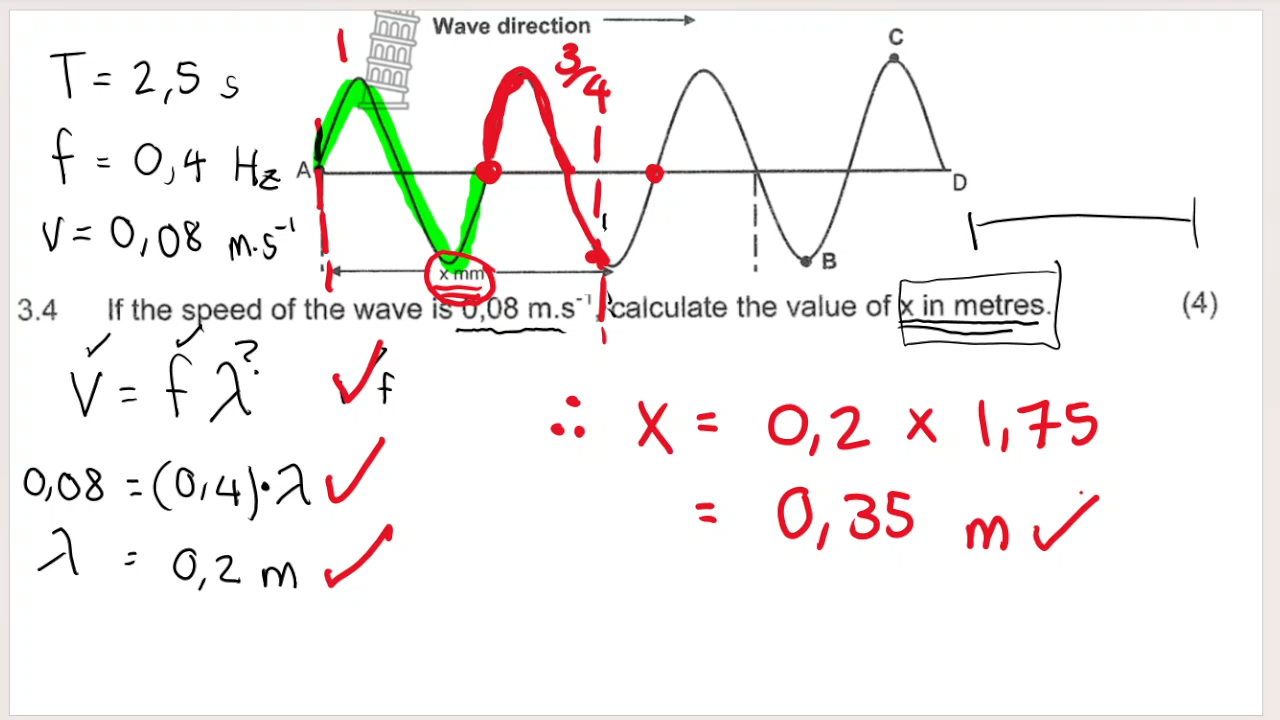 Wave direction
1
3/4
C
T = 2,5 s
f = 0,4 Hz
A
D
v = 0,08 m.s⁻¹
B
x mm
3.4 If the speed of the wave is 0,08 m.s⁻¹, calculate the value of x in metres. (4)
v = f λ?
f
∴ x = 0,2 × 1,75
0,08 = (0,4)·λ
= 0,35 m
λ = 0,2 m